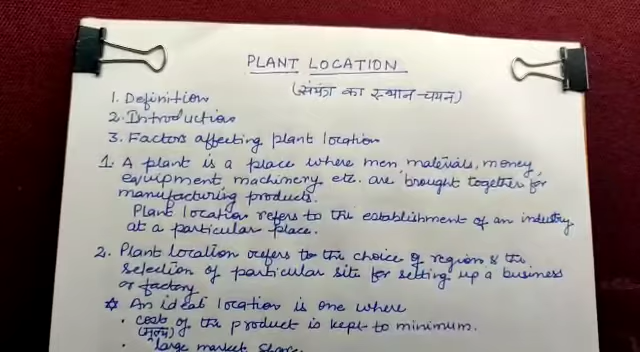 PLANT LOCATION
(संयंत्र का स्थान-चयन)
1. Definition
2. Introduction
3. Factors affecting plant location
1. A plant is a place where men, materials, money,
equipment, machinery etc. are brought together for
manufacturing products.
Plant location refers to the establishment of an industry
at a particular place.
2. Plant location refers to the choice of region & the
selection of particular site for setting up a business
or factory
☆ An ideal location is one where
• cost of the product is kept to minimum.
(मूल्य)
• large market share